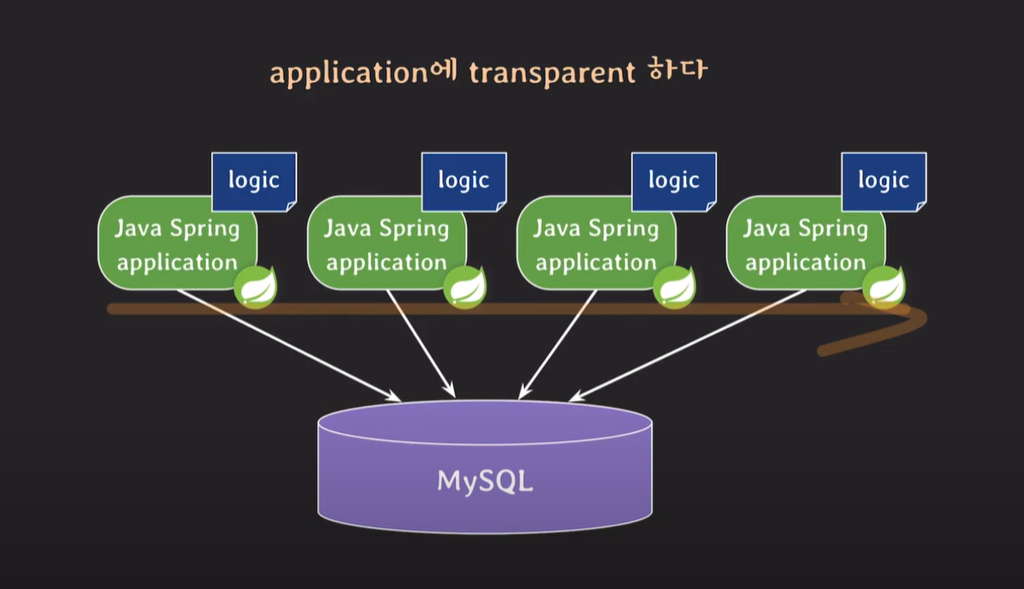 application에 transparent 하다
logic
logic
logic
logic
Java Spring
application
Java Spring
application
Java Spring
application
Java Spring
application
MySQL